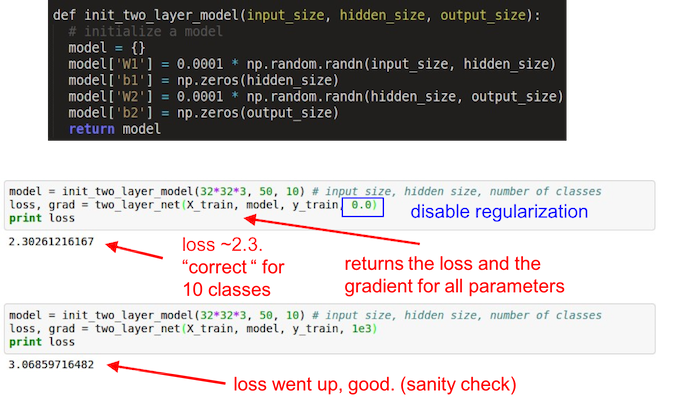 def init_two_layer_model(input_size, hidden_size, output_size):
# initialize a model
model = {}
model['W1'] = 0.0001 * np.random.randn(input_size, hidden_size)
model['b1'] = np.zeros(hidden_size)
model['W2'] = 0.0001 * np.random.randn(hidden_size, output_size)
model['b2'] = np.zeros(output_size)
return model
model = init_two_layer_model(32*32*3, 50, 10) # input size, hidden size, number of classes
loss, grad = two_layer_net(X_train, model, y_train, 0.0)
disable regularization
print loss
2.30261216167
loss ~2.3.
“correct “ for
10 classes
returns the loss and the
gradient for all parameters
model = init_two_layer_model(32*32*3, 50, 10) # input size, hidden size, number of classes
loss, grad = two_layer_net(X_train, model, y_train, 1e3)
print loss
3.06859716482
loss went up, good. (sanity check)